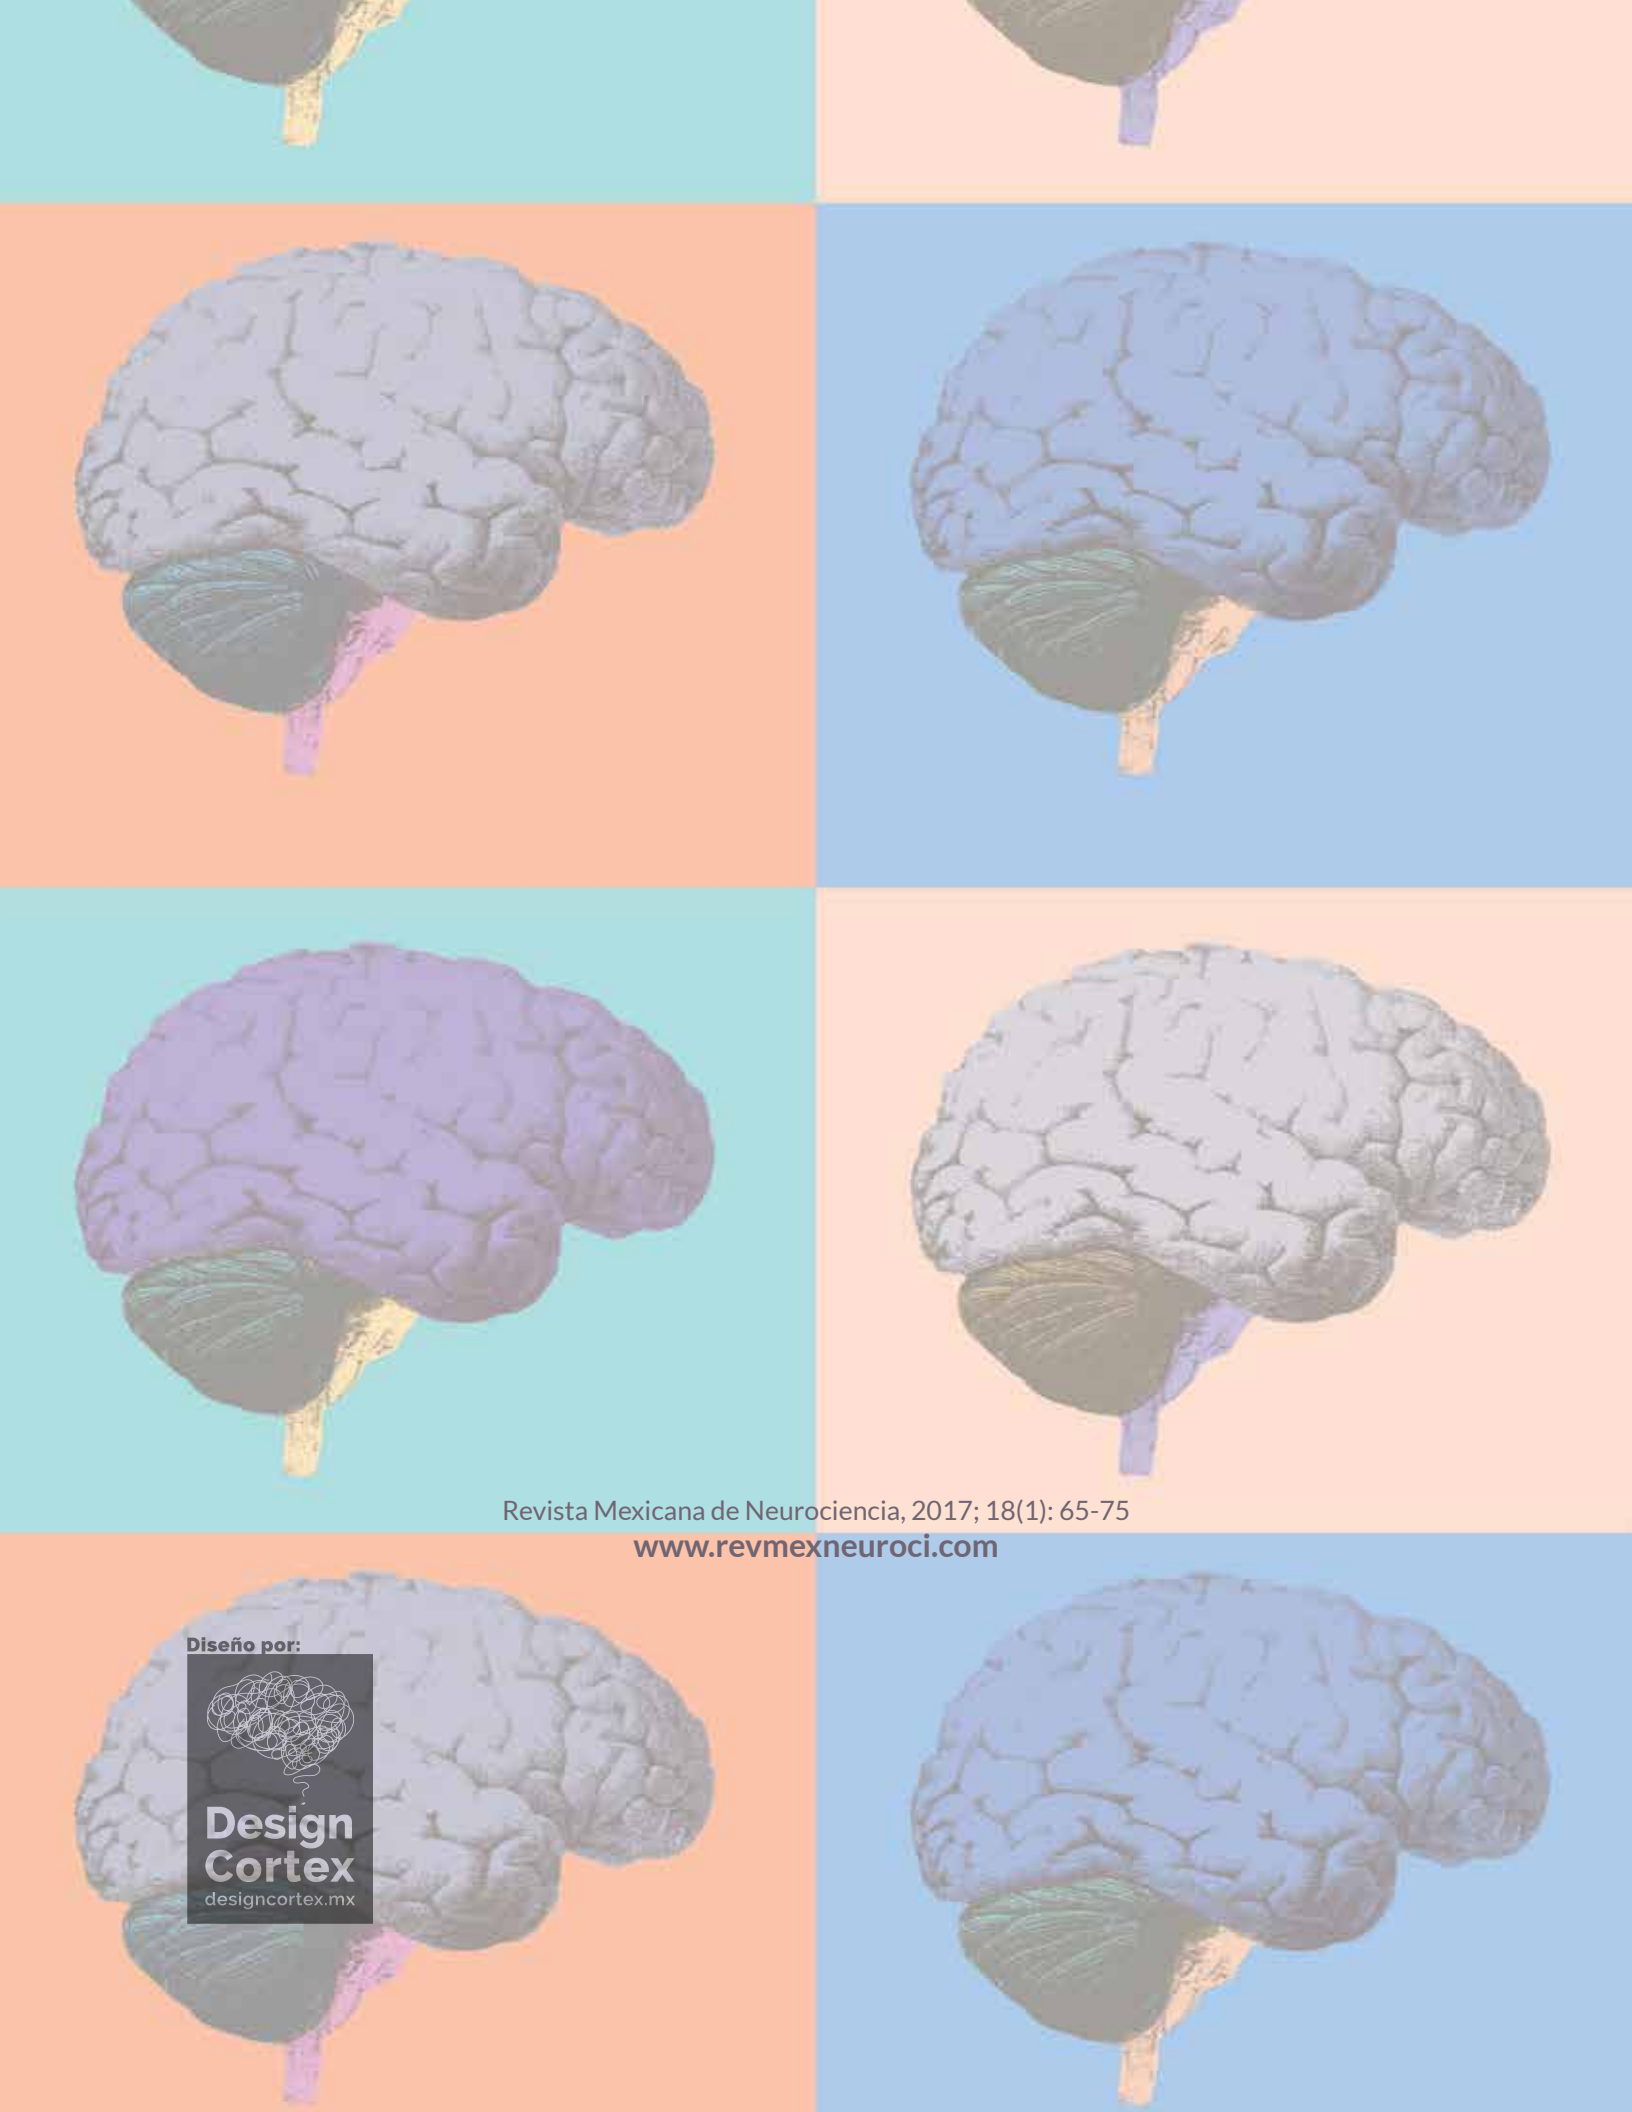 Revista Mexicana de Neurociencia, 2017; 18(1): 65-75
www.revmexneuroci.com
Diseño por:
Design
Cortex
designcortex.mx